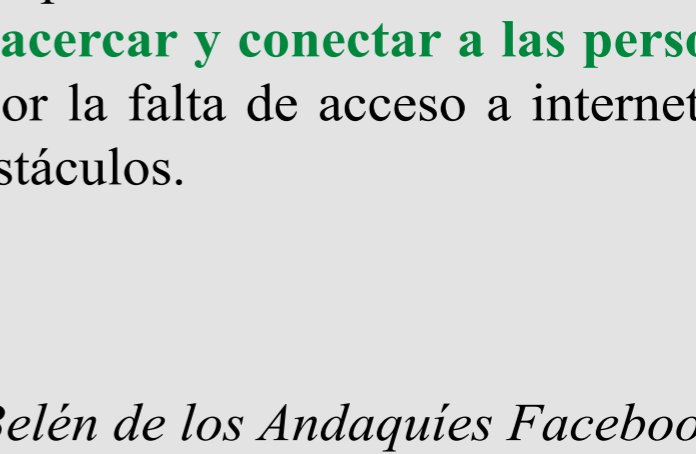 acercar y conectar a las perso
or la falta de acceso a internet
stáculos.
Belén de los Andaquíes Faceboo